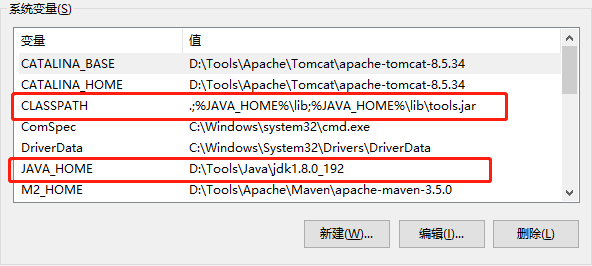 系统变量(S)
变量 值
CATALINA_BASE D:\Tools\Apache\Tomcat\apache-tomcat-8.5.34
CATALINA_HOME D:\Tools\Apache\Tomcat\apache-tomcat-8.5.34
CLASSPATH .;%JAVA_HOME%\lib;%JAVA_HOME%\lib\tools.jar
ComSpec C:\Windows\system32\cmd.exe
DriverData C:\Windows\System32\Drivers\DriverData
JAVA_HOME D:\Tools\Java\jdk1.8.0_192
M2_HOME D:\Tools\Apache\Maven\apache-maven-3.5.0
新建(W)... 编辑(I)... 删除(L)